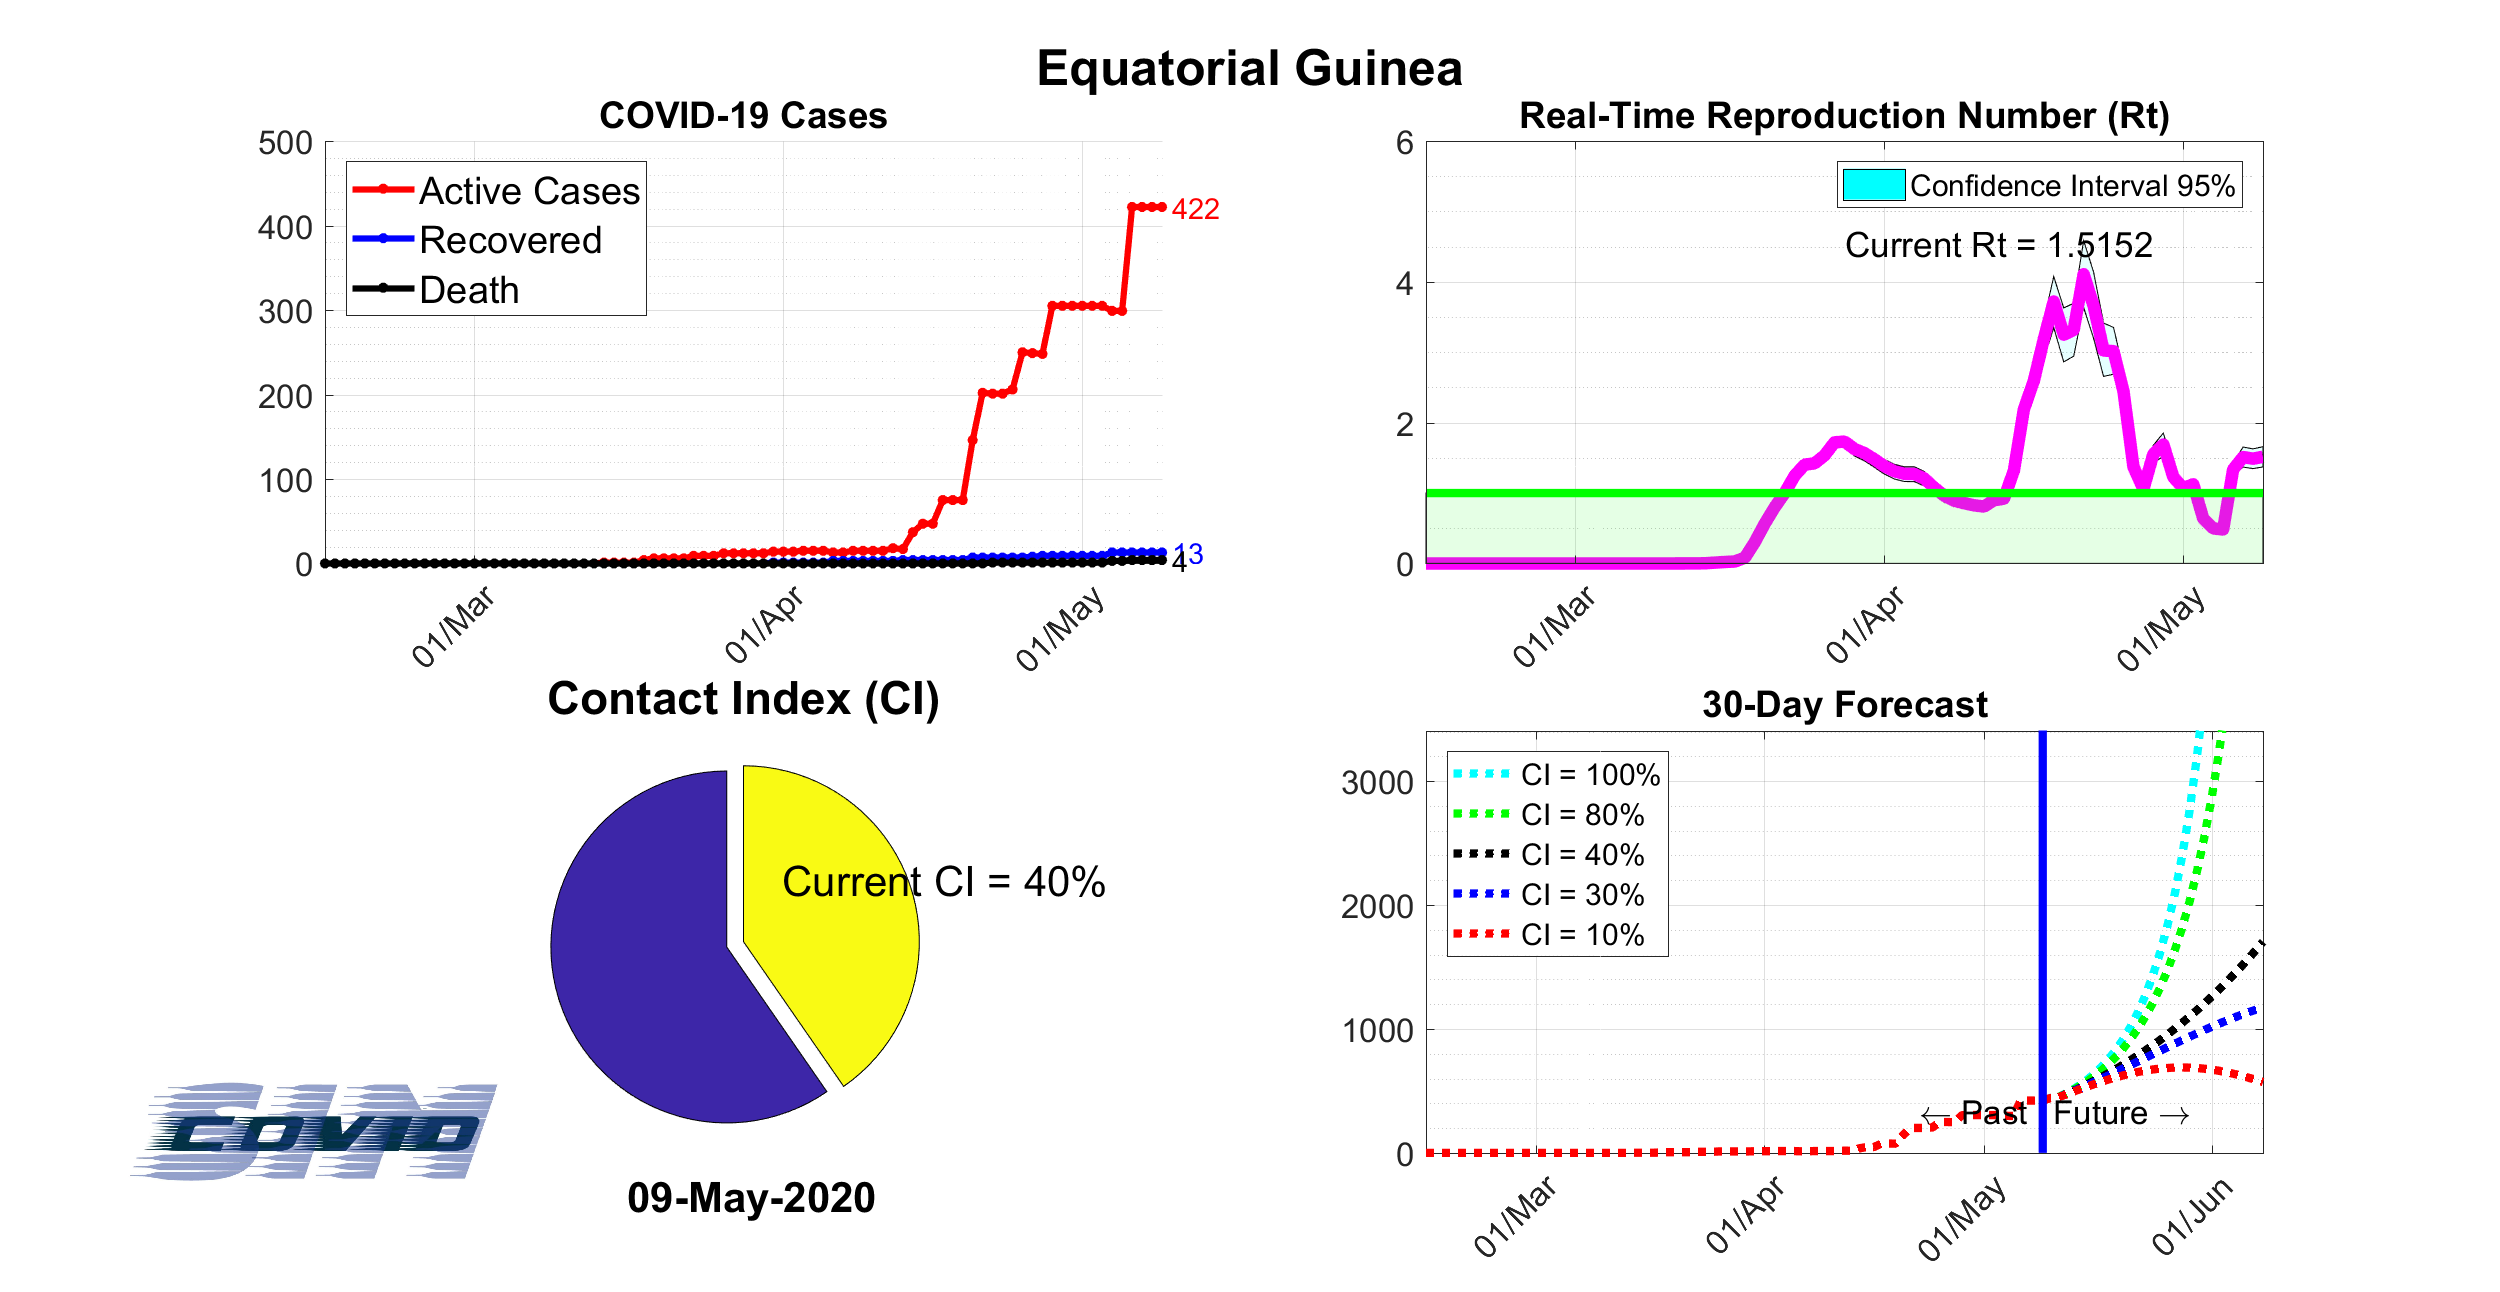 Equatorial Guinea
COVID-19 Cases
500
400
300
200
100
0
Active Cases
Recovered
Death
422
13
4
01/Mar
01/Apr
01/May
Real-Time Reproduction Number (Rt)
6
4
2
0
Confidence Interval 95%
Current Rt = 1.5152
01/Mar
01/Apr
01/May
Contact Index (CI)
Current CI = 40%
30-Day Forecast
3000
2000
1000
0
CI = 100%
CI = 80%
CI = 40%
CI = 30%
CI = 10%
← Past
Future →
01/Mar
01/Apr
01/May
01/Jun
SIM
COVID
09-May-2020